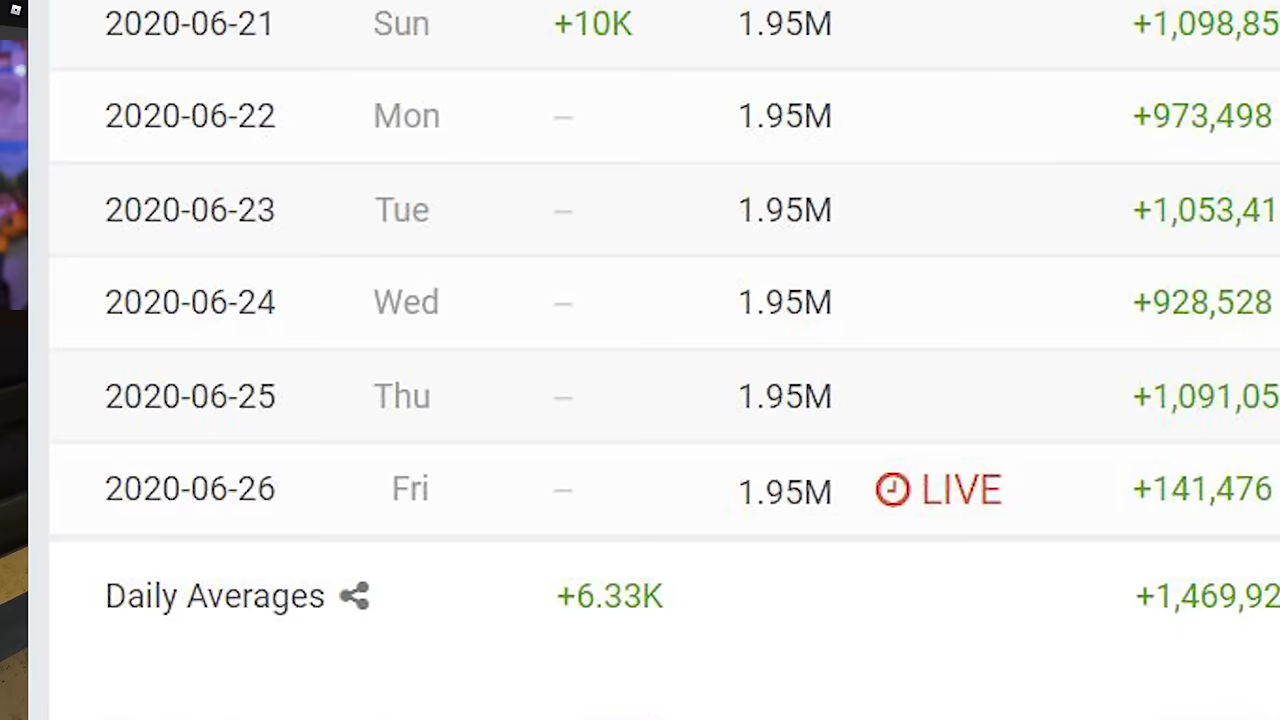 2020-06-21 Sun +10K 1.95M +1,098,85
2020-06-22 Mon – 1.95M +973,498
2020-06-23 Tue – 1.95M +1,053,41
2020-06-24 Wed – 1.95M +928,528
2020-06-25 Thu – 1.95M +1,091,05
2020-06-26 Fri – 1.95M LIVE +141,476
Daily Averages +6.33K +1,469,92